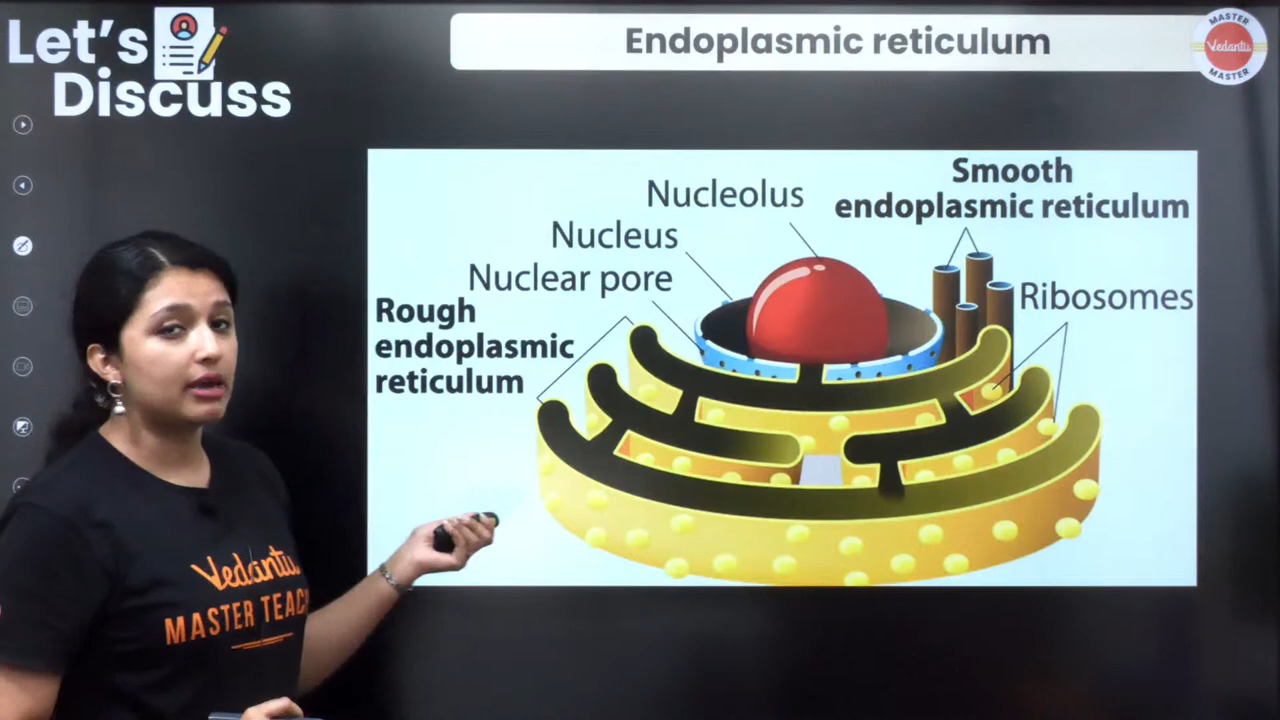 Let's
Discuss
Endoplasmic reticulum
MASTER
Vedantu
MASTER
Smooth
endoplasmic reticulum
Nucleolus
Nucleus
Nuclear pore
Ribosomes
Rough
endoplasmic
reticulum
Vedantu
MASTER TEAC